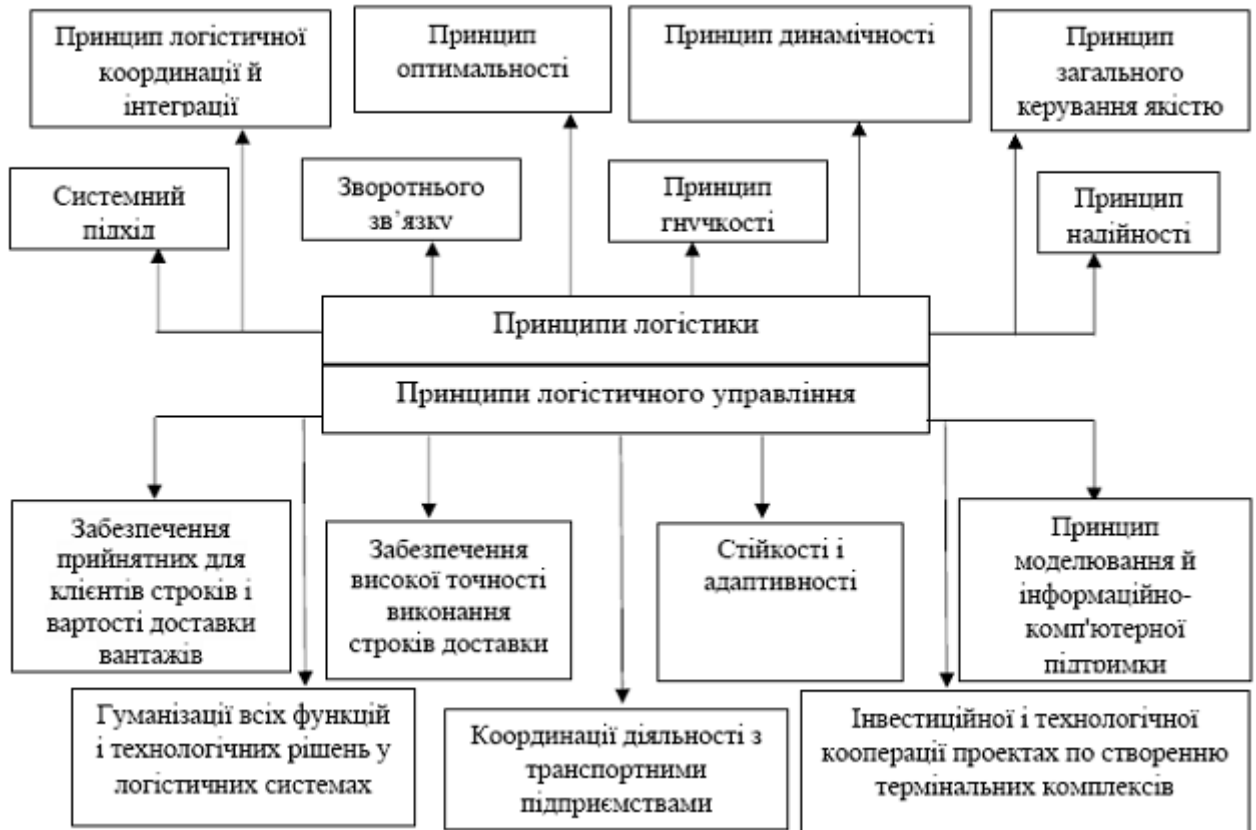 Принцип логістичної
координації й
інтеграції
Принцип
оптимальності
Принцип динамічності
Принцип
загального
керування якістю
Системний
підхід
Зворотнього
зв’язку
Принцип
гнучкості
Принцип
надійності
Принципи логістики
Принципи логістичного управління
Забезпечення
прийнятних для
клієнтів строків і
вартості доставки
вантажів
Забезпечення
високої точності
виконання
строків доставки
Стійкості і
адаптивності
Принцип
моделювання й
інформаційно-
комп'ютерної
підтримки
Гуманізації всіх функцій
і технологічних рішень у
логістичних системах
Координації діяльності з
транспортними
підприємствами
Інвестиційної і технологічної
кооперації проектах по створенню
термінальних комплексів